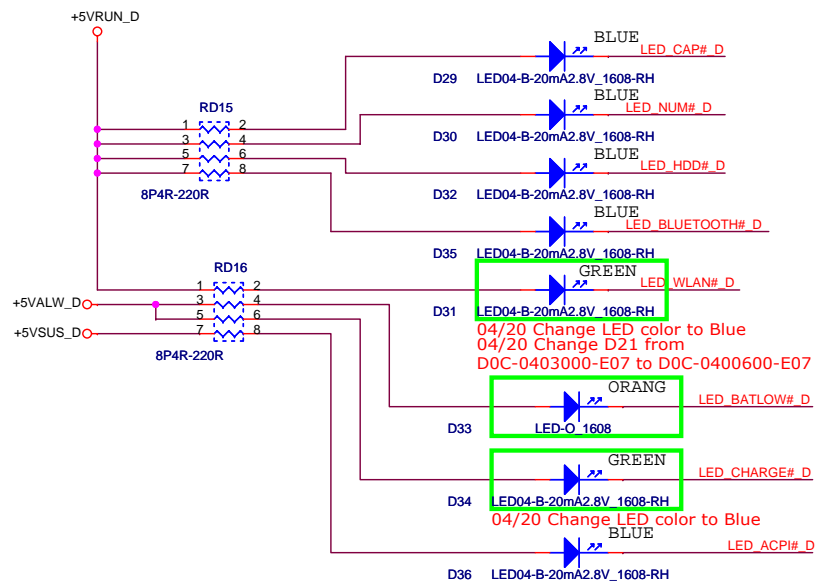 +5VRUN_D
BLUE
LED_CAP#_D
D29 LED04-B-20mA2.8V_1608-RH
BLUE
LED_NUM#_D
D30 LED04-B-20mA2.8V_1608-RH
RD15
1 2
3 4
5 6
7 8
8P4R-220R
BLUE
LED_HDD#_D
D32 LED04-B-20mA2.8V_1608-RH
BLUE
LED_BLUETOOTH#_D
D35 LED04-B-20mA2.8V_1608-RH
RD16
1 2
3 4
5 6
7 8
8P4R-220R
+5VALW_D
+5VSUS_D
GREEN
LED_WLAN#_D
D31 LED04-B-20mA2.8V_1608-RH
04/20 Change LED color to Blue
04/20 Change D21 from
D0C-0403000-E07 to D0C-0400600-E07
ORANG
LED_BATLOW#_D
D33 LED-O_1608
GREEN
LED_CHARGE#_D
D34 LED04-B-20mA2.8V_1608-RH
04/20 Change LED color to Blue
BLUE
LED_ACPI#_D
D36 LED04-B-20mA2.8V_1608-RH